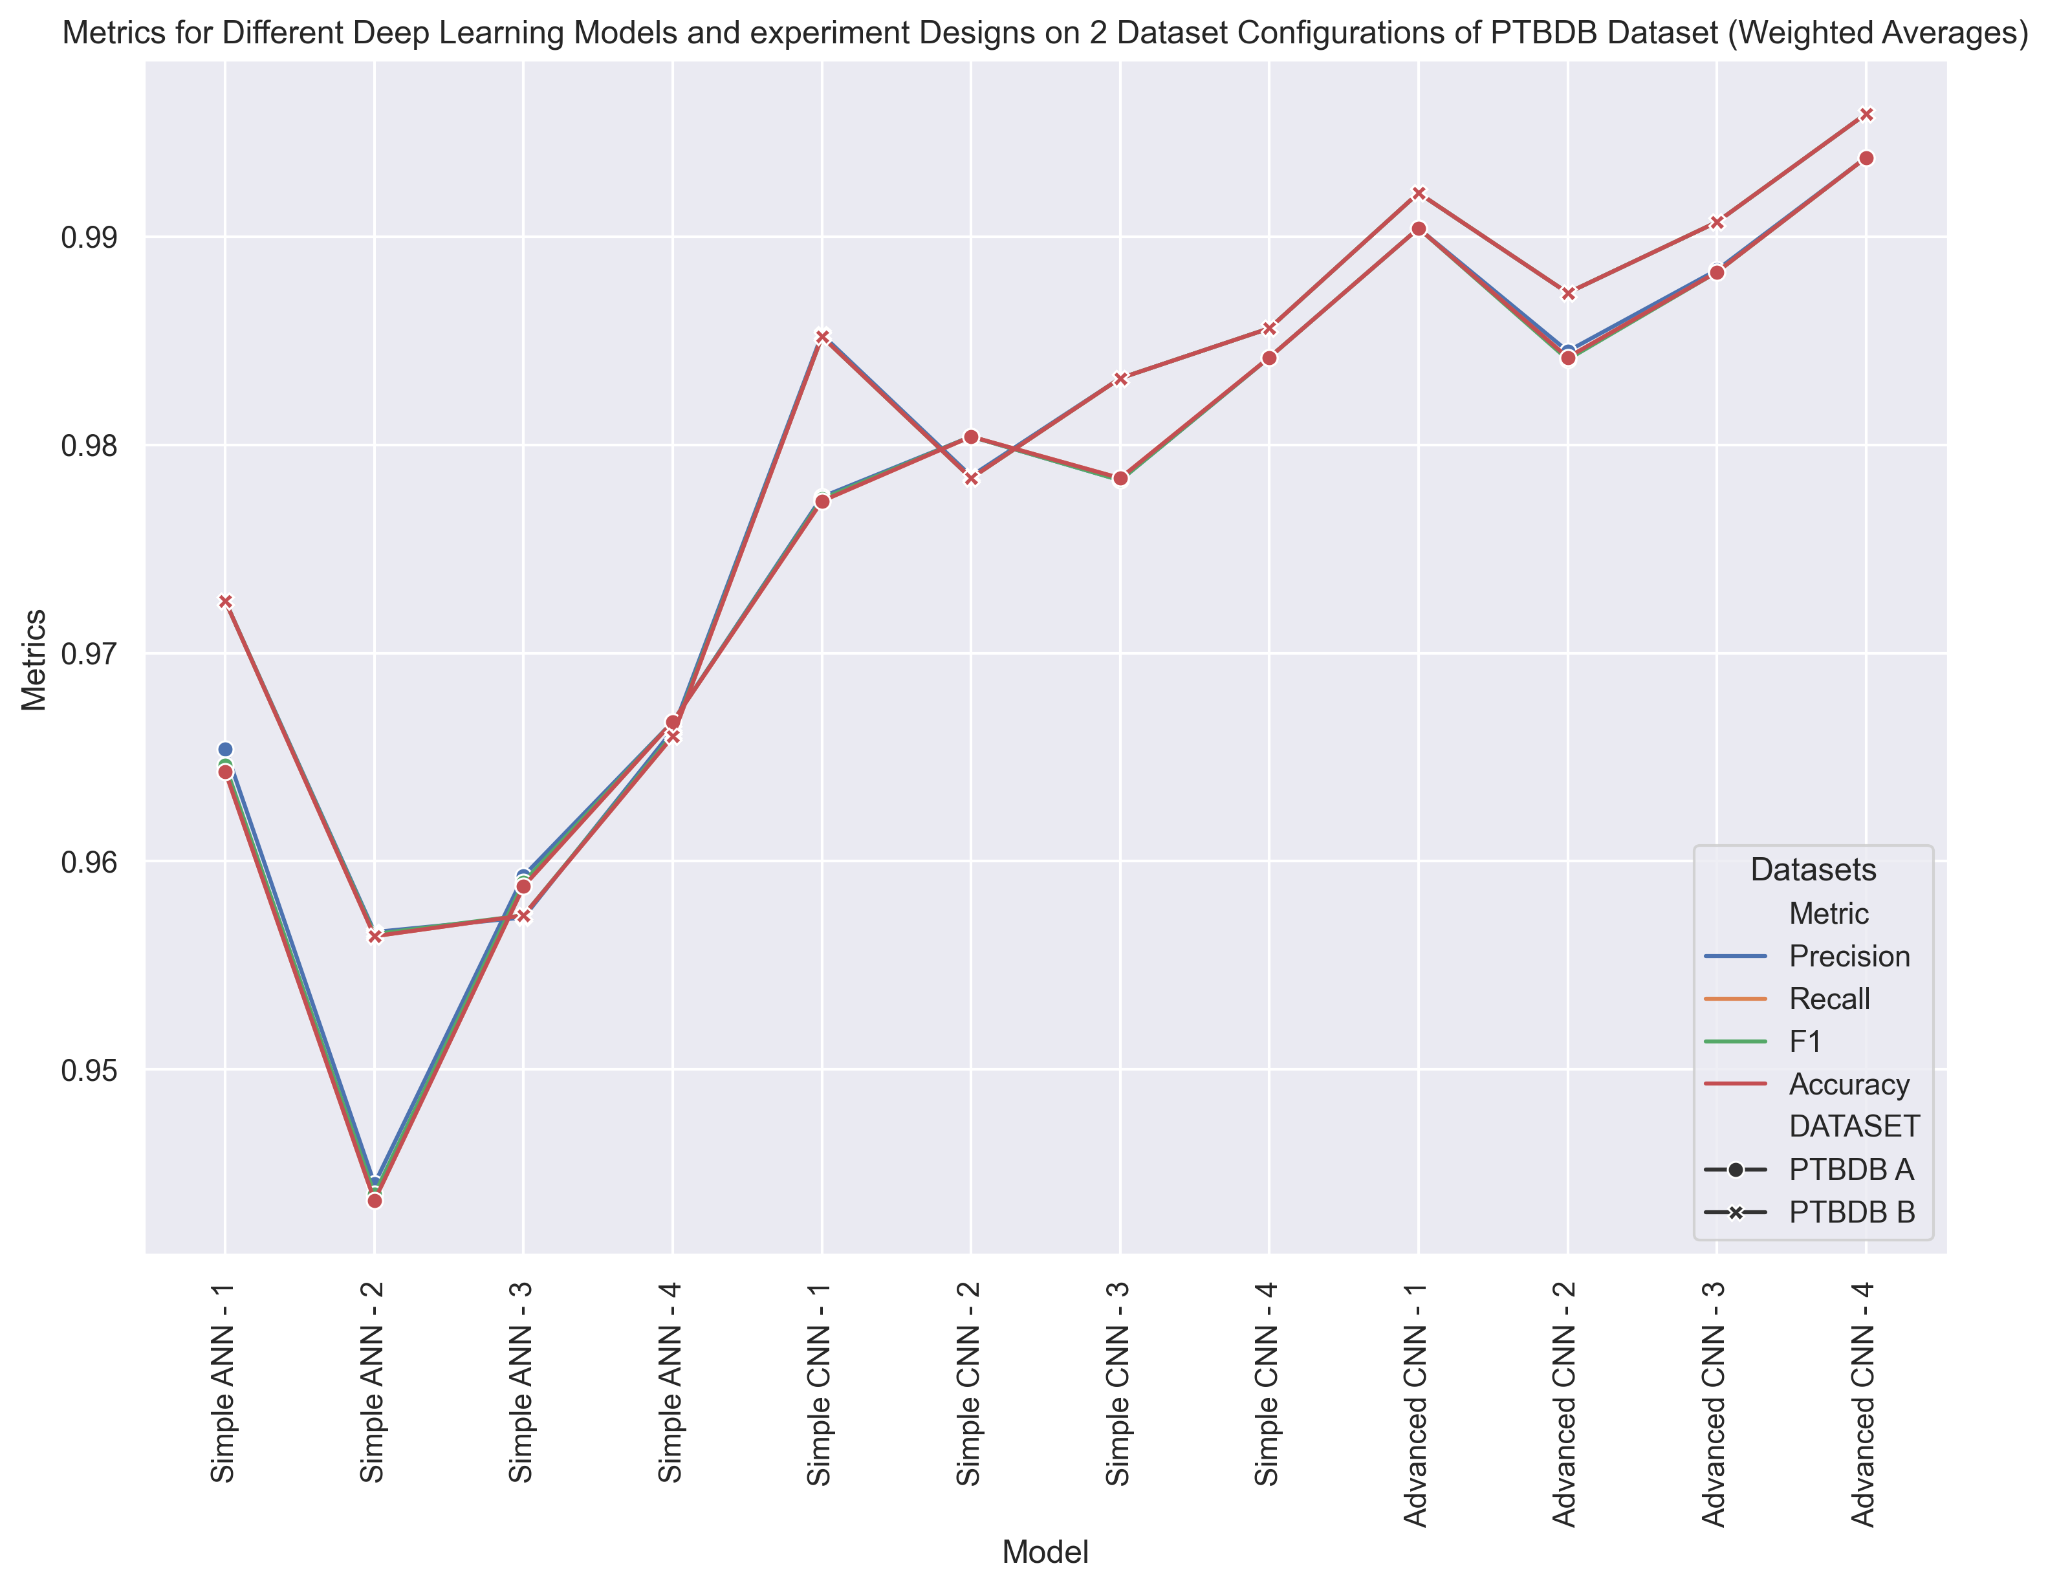 Metrics for Different Deep Learning Models and experiment Designs on 2 Dataset Configurations of PTBDB Dataset (Weighted Averages)
Metrics
0.99
0.98
0.97
0.96
0.95
Datasets
Metric
Precision
Recall
F1
Accuracy
DATASET
PTBDB A
PTBDB B
Simple ANN - 1
Simple ANN - 2
Simple ANN - 3
Simple ANN - 4
Simple CNN - 1
Simple CNN - 2
Simple CNN - 3
Simple CNN - 4
Advanced CNN - 1
Advanced CNN - 2
Advanced CNN - 3
Advanced CNN - 4
Model